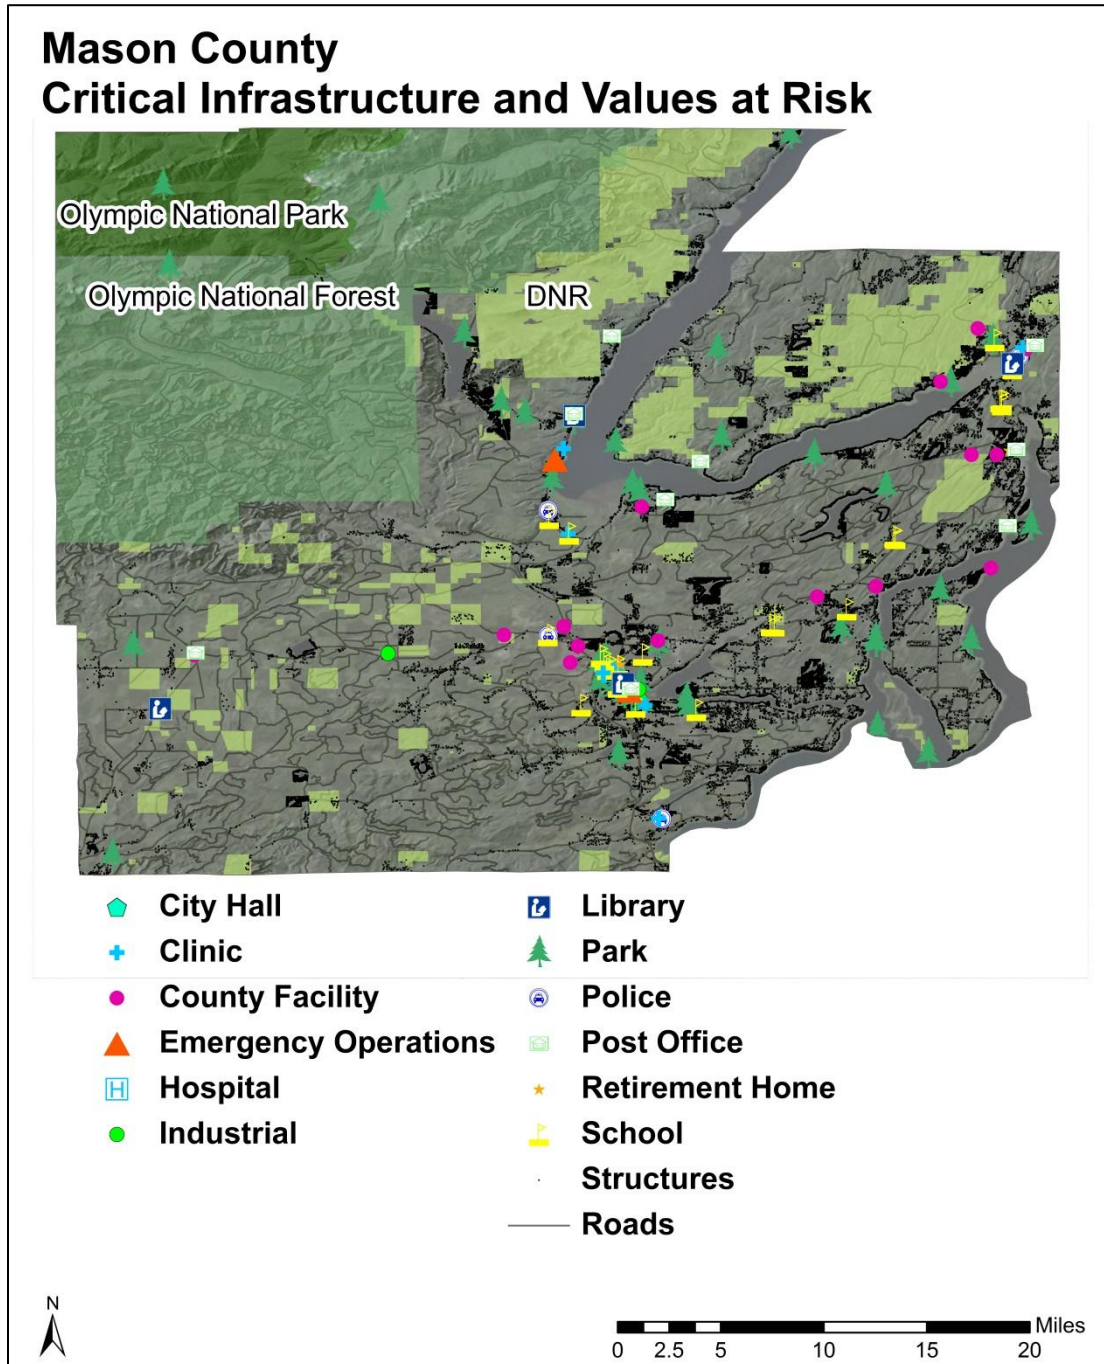 Mason County
Critical Infrastructure and Values at Risk
Olympic National Park
Olympic National Forest
DNR
City Hall
Clinic
County Facility
Emergency Operations
H Hospital
Industrial
Library
Park
Police
Post Office
Retirement Home
School
Structures
Roads
N
Miles
0 2.5 5 10 15 20